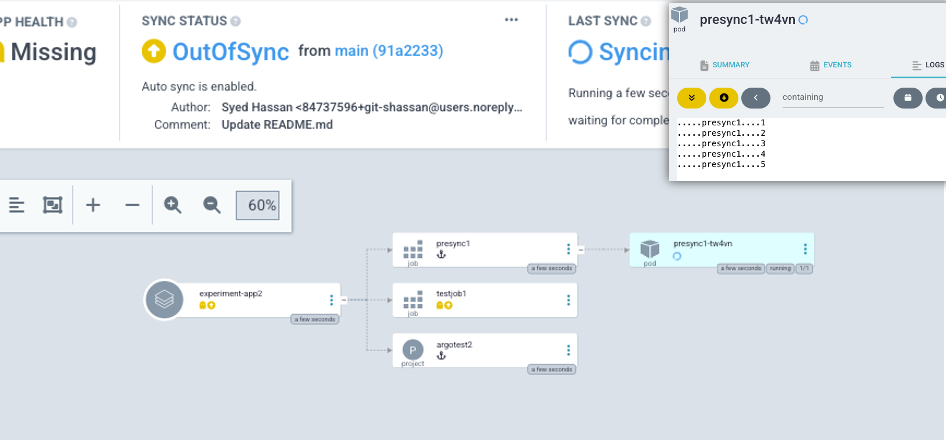 PP HEALTH
Missing
SYNC STATUS
OutOfSync from main (91a2233)
Auto sync is enabled.
Author: Syed Hassan <84737596+git-shassan@users.noreply...
Comment: Update README.md
LAST SYNC
Syncin
Running a few sec
waiting for comple
presync1-tw4vn
pod
SUMMARY
EVENTS
LOGS
containing
.....presync1....1
.....presync1....2
.....presync1....3
.....presync1....4
.....presync1....5
60%
experiment-app2
a few seconds
presync1
job
a few seconds
presync1-tw4vn
pod
a few seconds
running
1/1
testjob1
job
P
argotest2
project
a few seconds